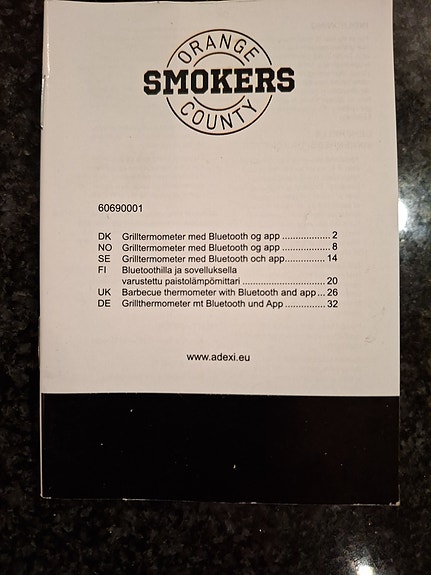 ORANGE
SMOKERS
COUNTY
60690001
DK Grilltermometer med Bluetooth og app .................. 2
NO Grilltermometer med Bluetooth og app .................. 8
SE Grilltermometer med Bluetooth och app............... 14
FI Bluetoothilla ja sovelluksella
varustettu paistolämpömittari .............................. 20
UK Barbecue thermometer with Bluetooth and app ... 26
DE Grillthermometer mt Bluetooth und App ............... 32
www.adexi.eu